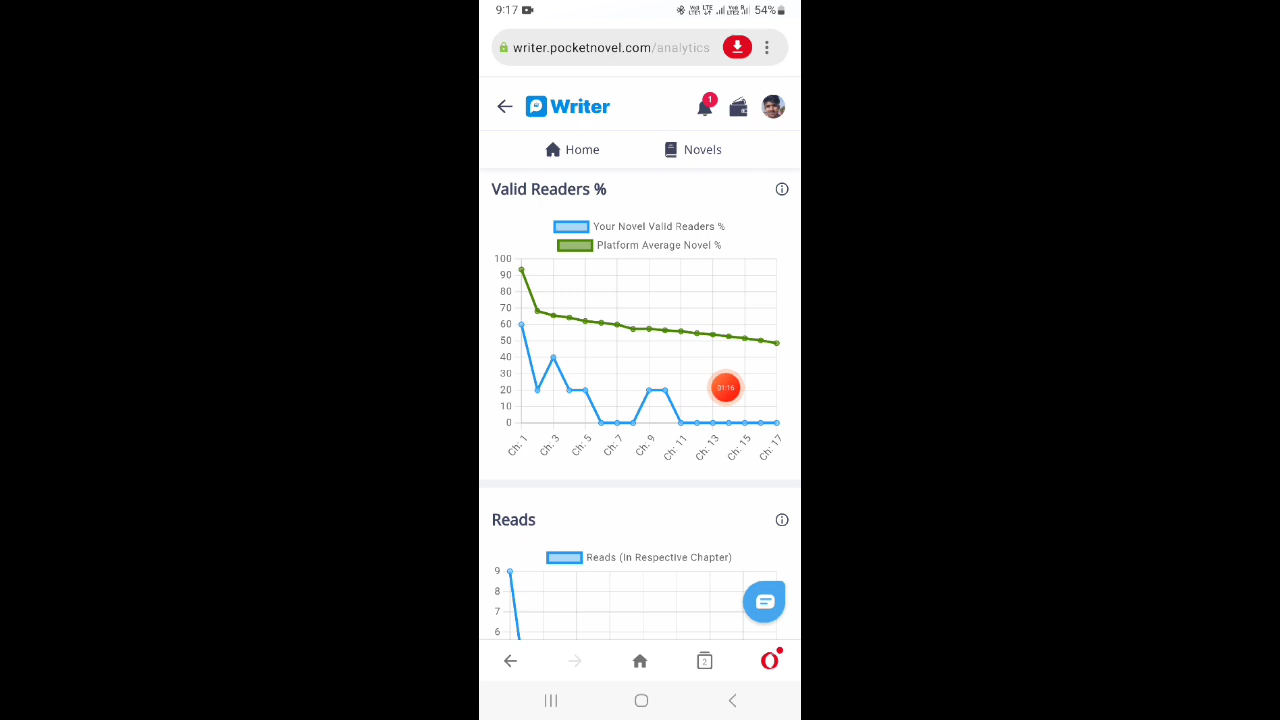 9:17 54%
writer.pocketnovel.com/analytics
Writer 1
Home Novels
Valid Readers %
Your Novel Valid Readers %
Platform Average Novel %
100
90
80
70
60
50
40
30
20
10
0
01:16
Ch: 1 Ch: 3 Ch: 5 Ch: 7 Ch: 9 Ch: 11 Ch: 13 Ch: 15 Ch: 17
Reads
Reads (In Respective Chapter)
9
8
7
6
2